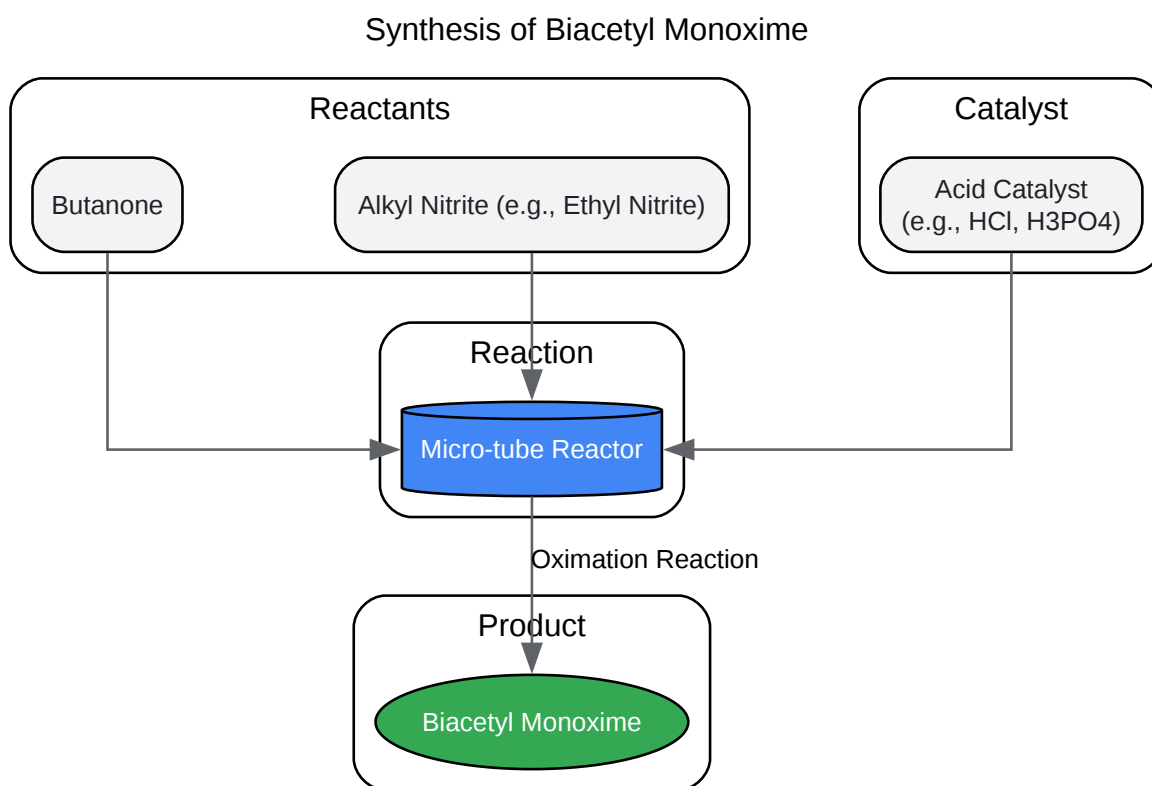 Synthesis of Biacetyl Monoxime
Reactants
Catalyst
Butanone
Alkyl Nitrite (e.g., Ethyl Nitrite)
Acid Catalyst
(e.g., HCl, H3PO4)
Reaction
Micro-tube Reactor
Oximation Reaction
Product
Biacetyl Monoxime